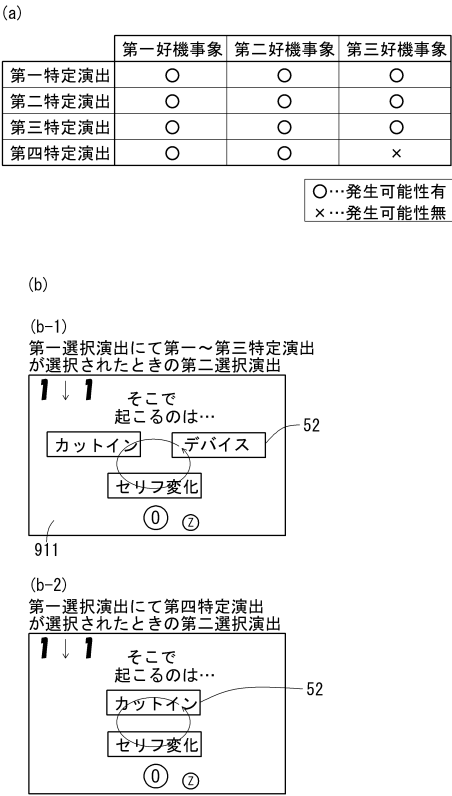 (a)
第一好機事象 第二好機事象 第三好機事象
第一特定演出 ○ ○ ○
第二特定演出 ○ ○ ○
第三特定演出 ○ ○ ○
第四特定演出 ○ ○ ×
○…発生可能性有
×…発生可能性無
(b)
(b-1)
第一選択演出にて第一～第三特定演出
が選択されたときの第二選択演出
1 ↓ 1
そこで
起こるのは…
カットイン デバイス
52
セリフ変化
0 Z
911
(b-2)
第一選択演出にて第四特定演出
が選択されたときの第二選択演出
1 ↓ 1
そこで
起こるのは…
カットイン
52
セリフ変化
0 Z